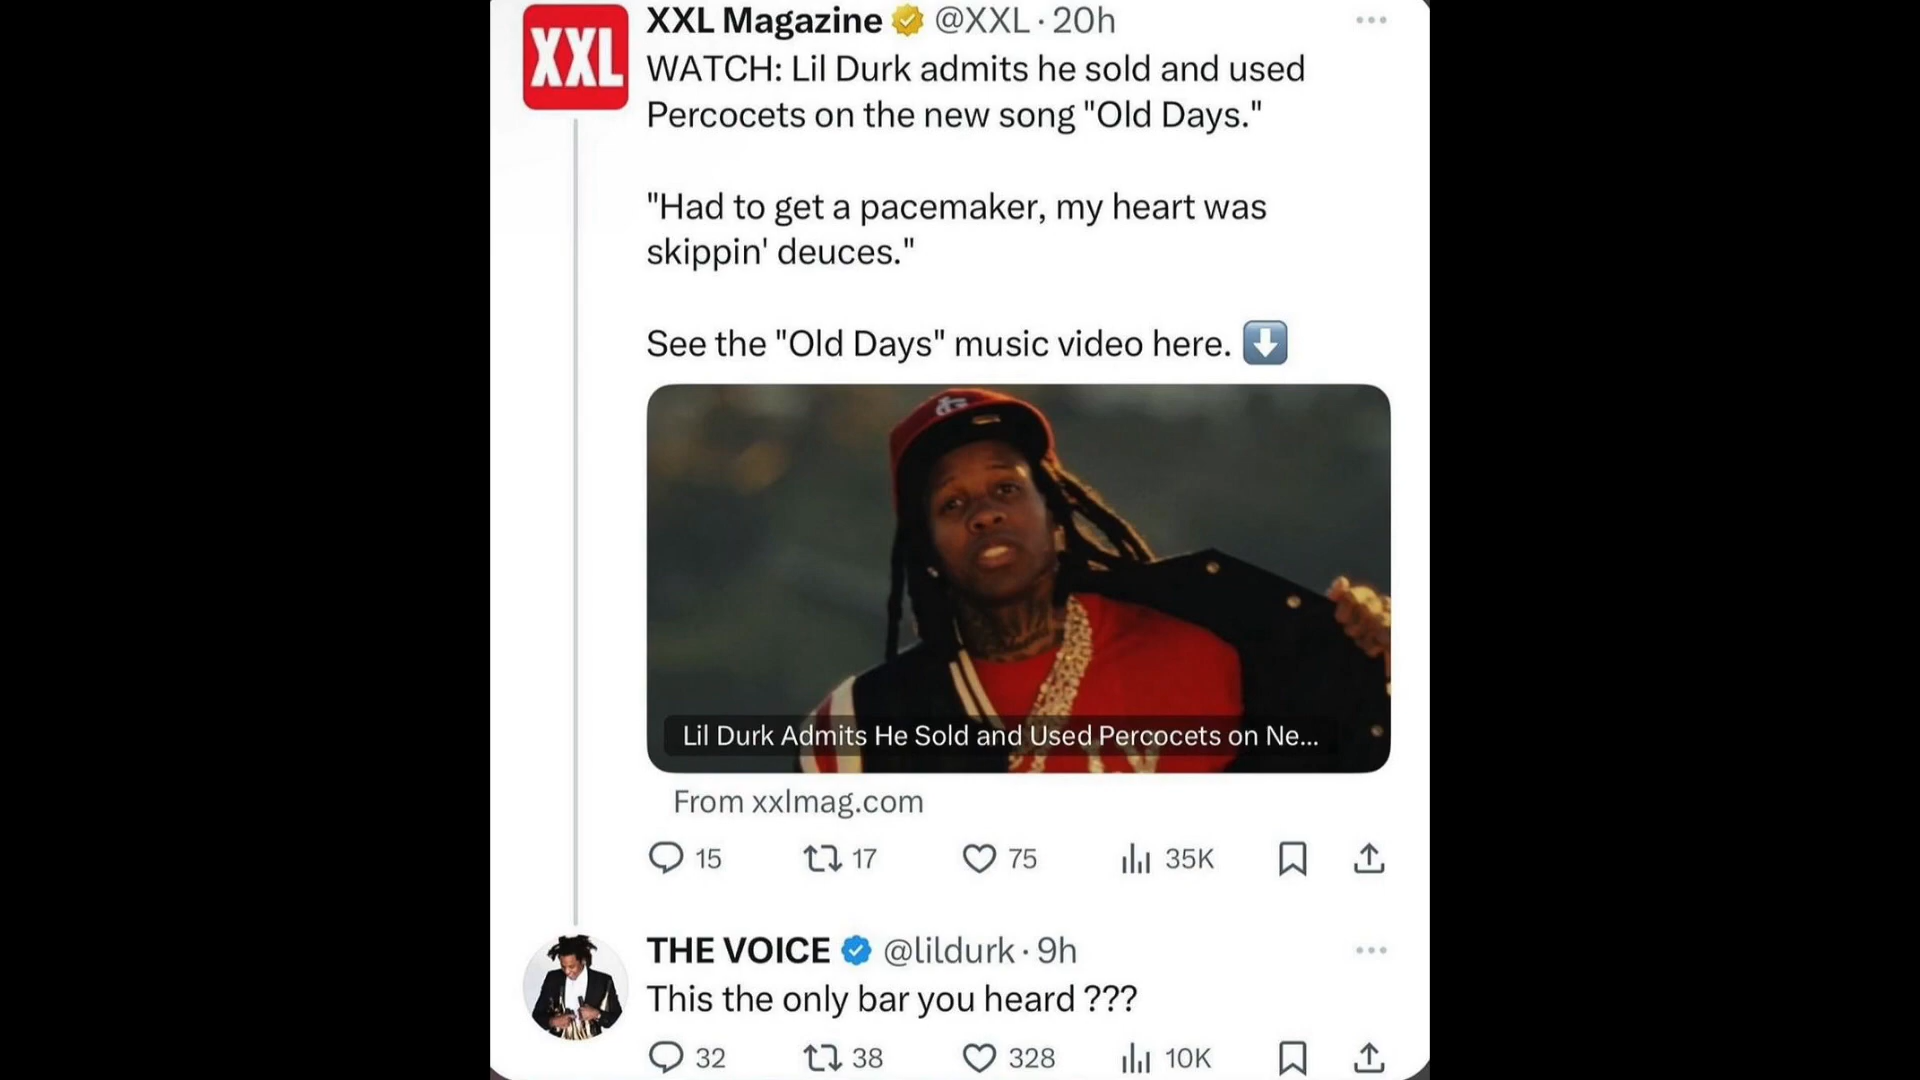 XXL
XXL Magazine @XXL · 20h
WATCH: Lil Durk admits he sold and used
Percocets on the new song "Old Days."
"Had to get a pacemaker, my heart was
skippin' deuces."
See the "Old Days" music video here. ⬇️
Lil Durk Admits He Sold and Used Percocets on Ne...
From xxlmag.com
15 17 75 35K
THE VOICE @lildurk · 9h
This the only bar you heard ???
32 38 328 10K